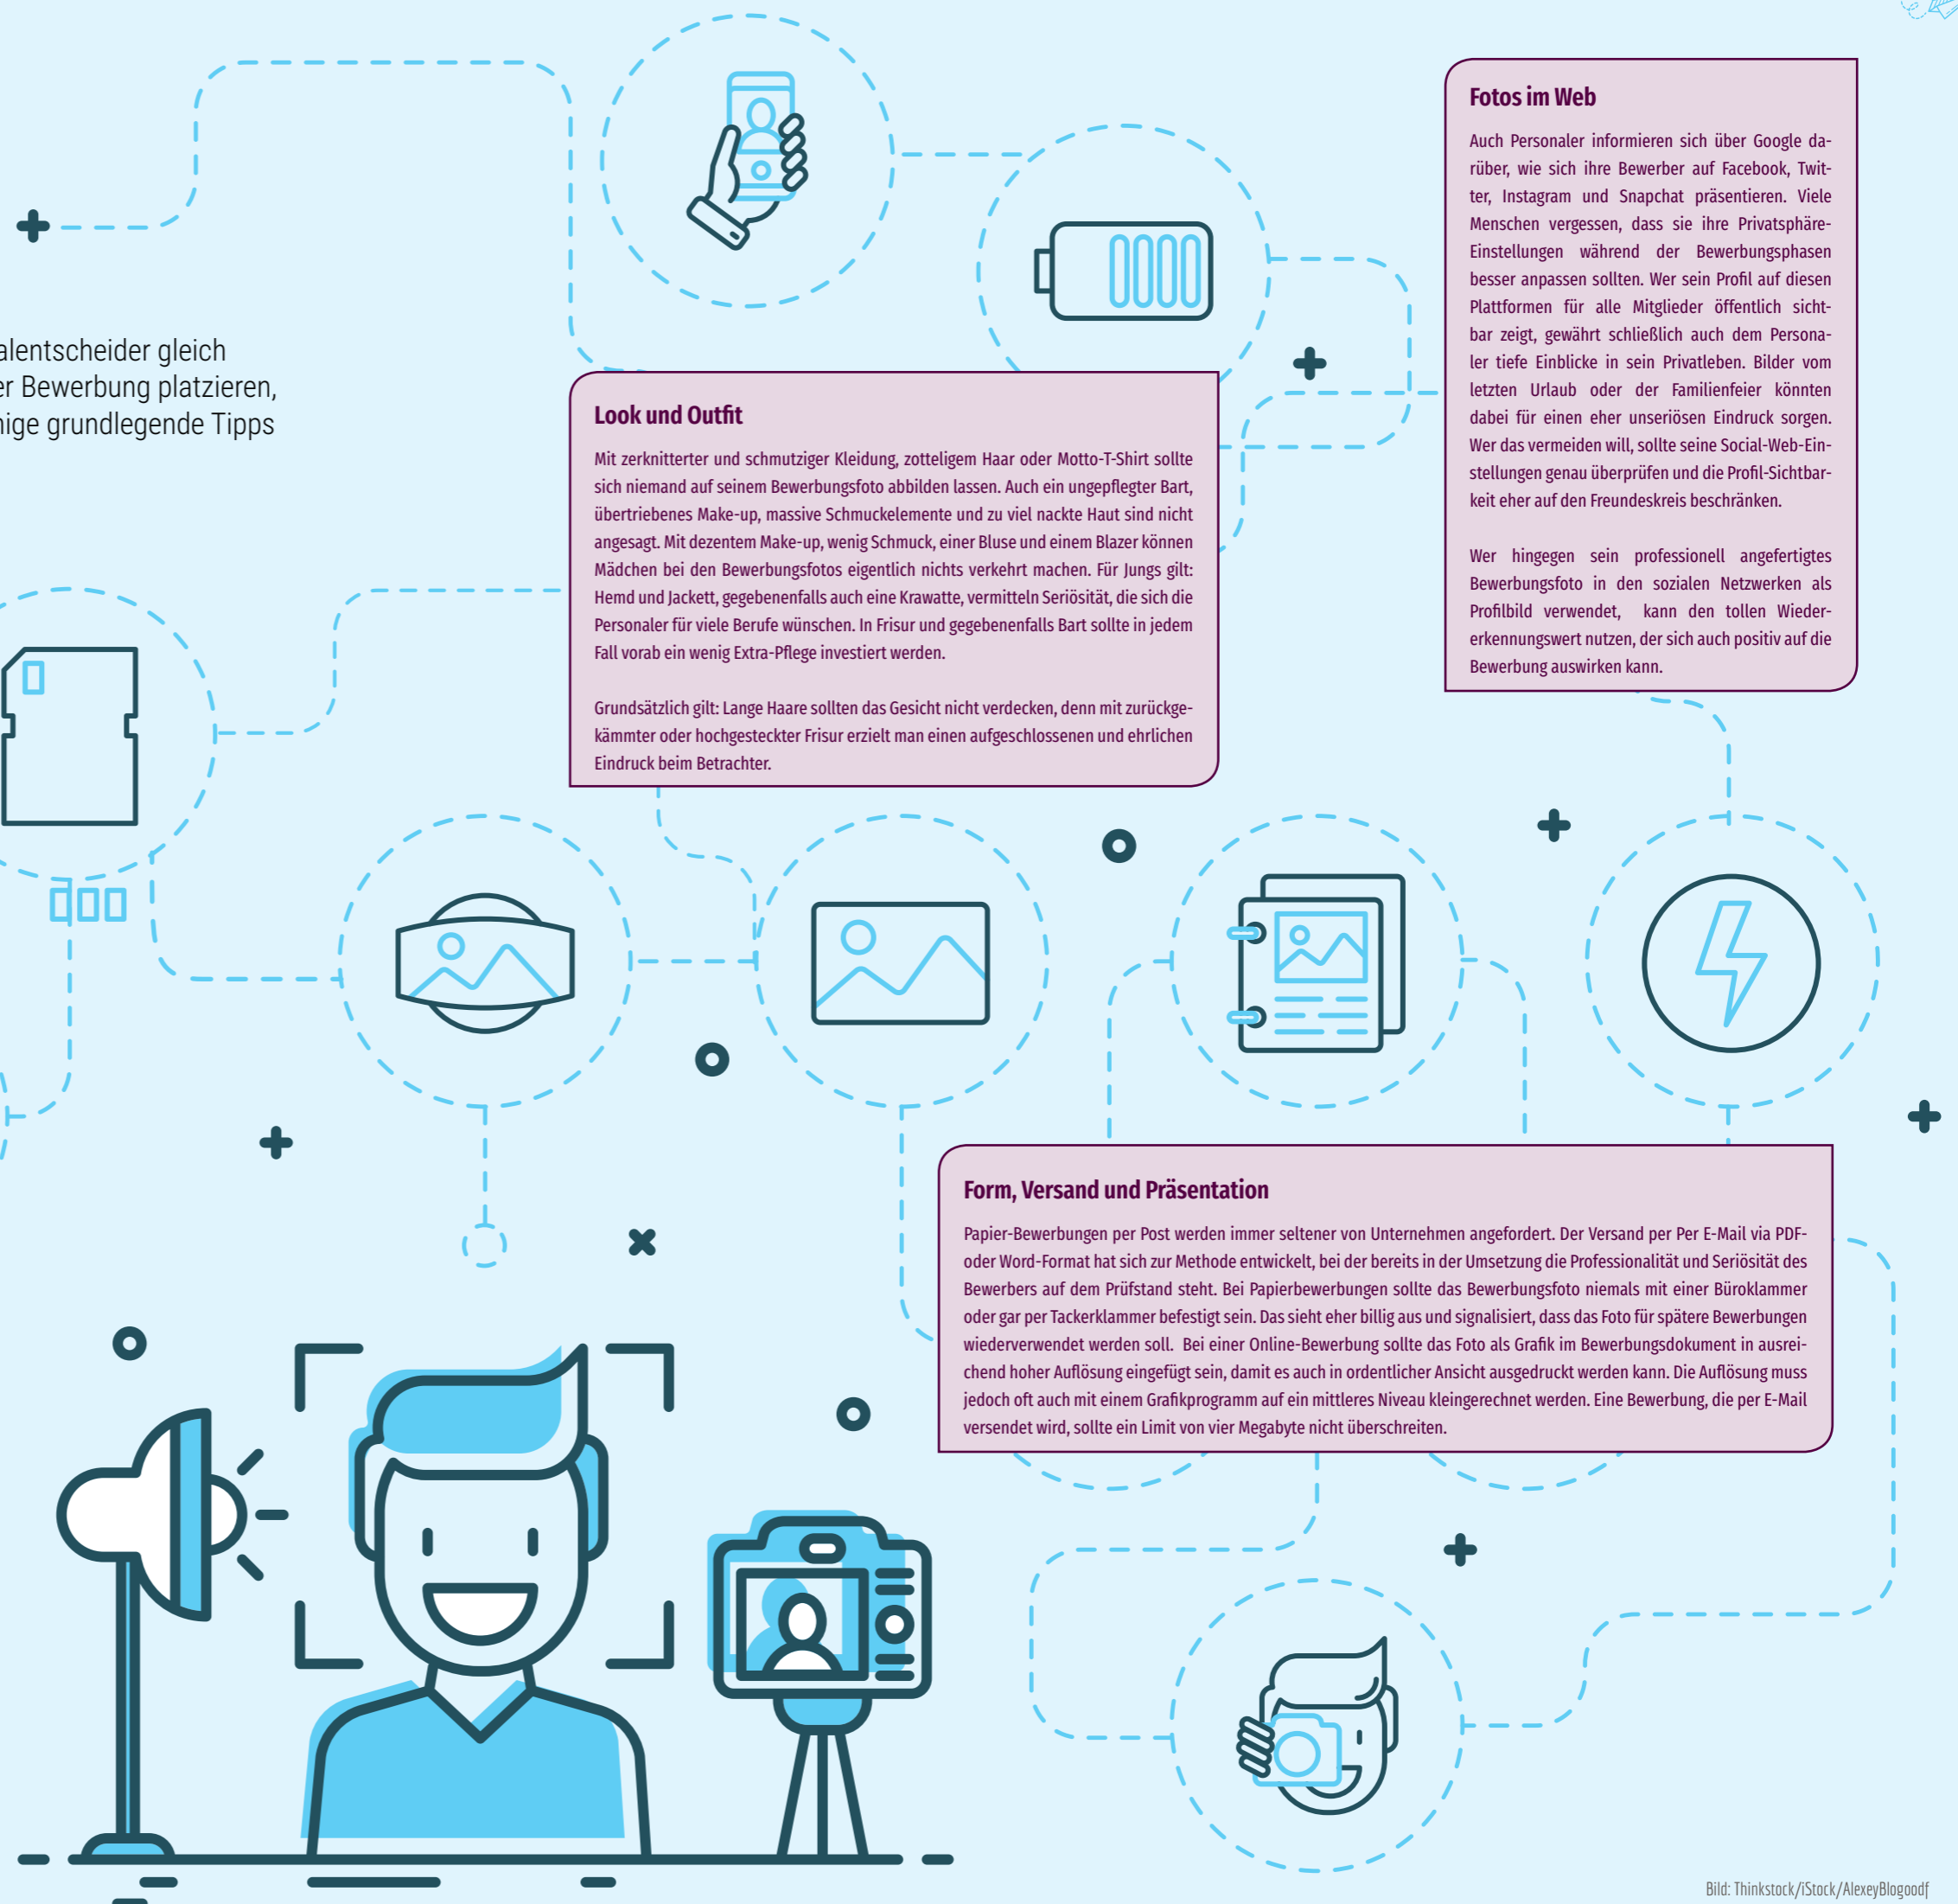 alentscheider gleich
er Bewerbung platzieren,
nige grundlegende Tipps
Look und Outfit
Mit zerknitterter und schmutziger Kleidung, zotteligem Haar oder Motto-T-Shirt sollte
sich niemand auf seinem Bewerbungsfoto abbilden lassen. Auch ein ungepflegter Bart,
übertriebenes Make-up, massive Schmuckelemente und zu viel nackte Haut sind nicht
angesagt. Mit dezentem Make-up, wenig Schmuck, einer Bluse und einem Blazer können
Mädchen bei den Bewerbungsfotos eigentlich nichts verkehrt machen. Für Jungs gilt:
Hemd und Jackett, gegebenenfalls auch eine Krawatte, vermitteln Seriösität, die sich die
Personaler für viele Berufe wünschen. In Frisur und gegebenenfalls Bart sollte in jedem
Fall vorab ein wenig Extra-Pflege investiert werden.
Grundsätzlich gilt: Lange Haare sollten das Gesicht nicht verdecken, denn mit zurückge-
kämmter oder hochgesteckter Frisur erzielt man einen aufgeschlossenen und ehrlichen
Eindruck beim Betrachter.
Fotos im Web
Auch Personaler informieren sich über Google da-
rüber, wie sich ihre Bewerber auf Facebook, Twit-
ter, Instagram und Snapchat präsentieren. Viele
Menschen vergessen, dass sie ihre Privatsphäre-
Einstellungen während der Bewerbungsphasen
besser anpassen sollten. Wer sein Profil auf diesen
Plattformen für alle Mitglieder öffentlich sicht-
bar zeigt, gewährt schließlich auch dem Persona-
ler tiefe Einblicke in sein Privatleben. Bilder vom
letzten Urlaub oder der Familienfeier könnten
dabei für einen eher unseriösen Eindruck sorgen.
Wer das vermeiden will, sollte seine Social-Web-Ein-
stellungen genau überprüfen und die Profil-Sichtbar-
keit eher auf den Freundeskreis beschränken.
Wer hingegen sein professionell angefertigtes
Bewerbungsfoto in den sozialen Netzwerken als
Profilbild verwendet, kann den tollen Wieder-
erkennungswert nutzen, der sich auch positiv auf die
Bewerbung auswirken kann.
Form, Versand und Präsentation
Papier-Bewerbungen per Post werden immer seltener von Unternehmen angefordert. Der Versand per Per E-Mail via PDF-
oder Word-Format hat sich zur Methode entwickelt, bei der bereits in der Umsetzung die Professionalität und Seriösität des
Bewerbers auf dem Prüfstand steht. Bei Papierbewerbungen sollte das Bewerbungsfoto niemals mit einer Büroklammer
oder gar per Tackerklammer befestigt sein. Das sieht eher billig aus und signalisiert, dass das Foto für spätere Bewerbungen
wiederverwendet werden soll. Bei einer Online-Bewerbung sollte das Foto als Grafik im Bewerbungsdokument in ausrei-
chend hoher Auflösung eingefügt sein, damit es auch in ordentlicher Ansicht ausgedruckt werden kann. Die Auflösung muss
jedoch oft auch mit einem Grafikprogramm auf ein mittleres Niveau kleingerechnet werden. Eine Bewerbung, die per E-Mail
versendet wird, sollte ein Limit von vier Megabyte nicht überschreiten.
Bild: Thinkstock/iStock/AlexeyBlogoodf